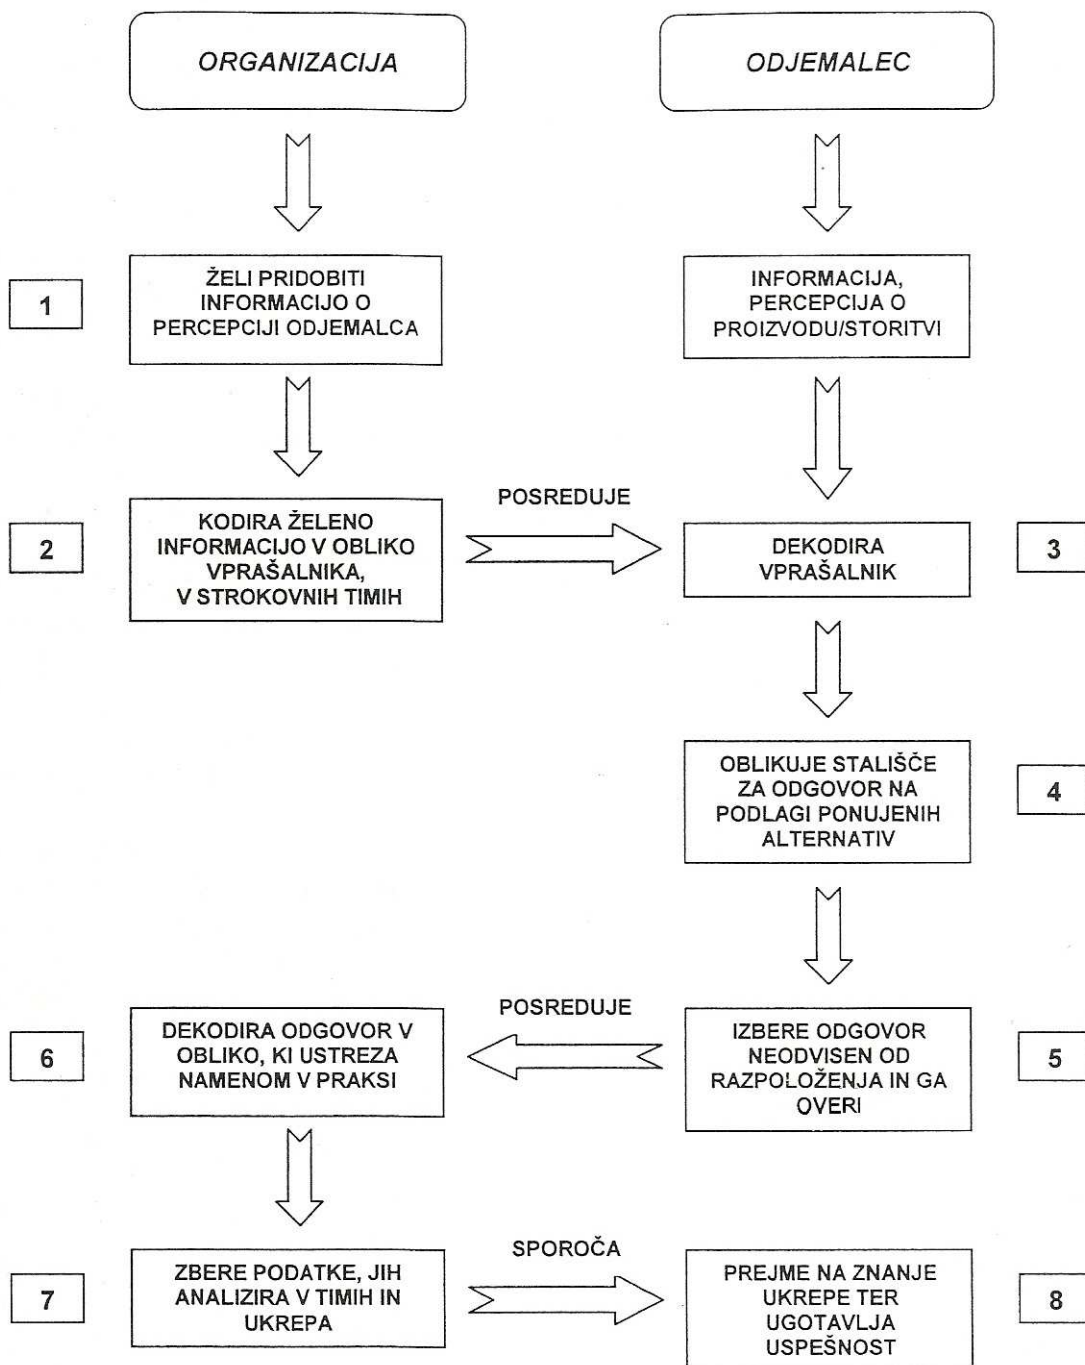 ORGANIZACIJA
ODJEMALEC
1
ŽELI PRIDOBITI
INFORMACIJO O
PERCEPCIJI ODJEMALCA
INFORMACIJA,
PERCEPCIJA O
PROIZVODU/STORITVI
2
KODIRA ŽELENO
INFORMACIJO V OBLIKO
VPRAŠALNIKA,
V STROKOVNIH TIMIH
POSREDUJE
DEKODIRA
VPRAŠALNIK
3
OBLIKUJE STALIŠČE
ZA ODGOVOR NA
PODLAGI PONUJENIH
ALTERNATIV
4
6
DEKODIRA ODGOVOR V
OBLIKO, KI USTREZA
NAMENOM V PRAKSI
POSREDUJE
IZBERE ODGOVOR
NEODVISEN OD
RAZPOLOŽENJA IN GA
OVERI
5
7
ZBERE PODATKE, JIH
ANALIZIRA V TIMIH IN
UKREPA
SPOROČA
PREJME NA ZNANJE
UKREPE TER
UGOTAVLJA
USPEŠNOST
8